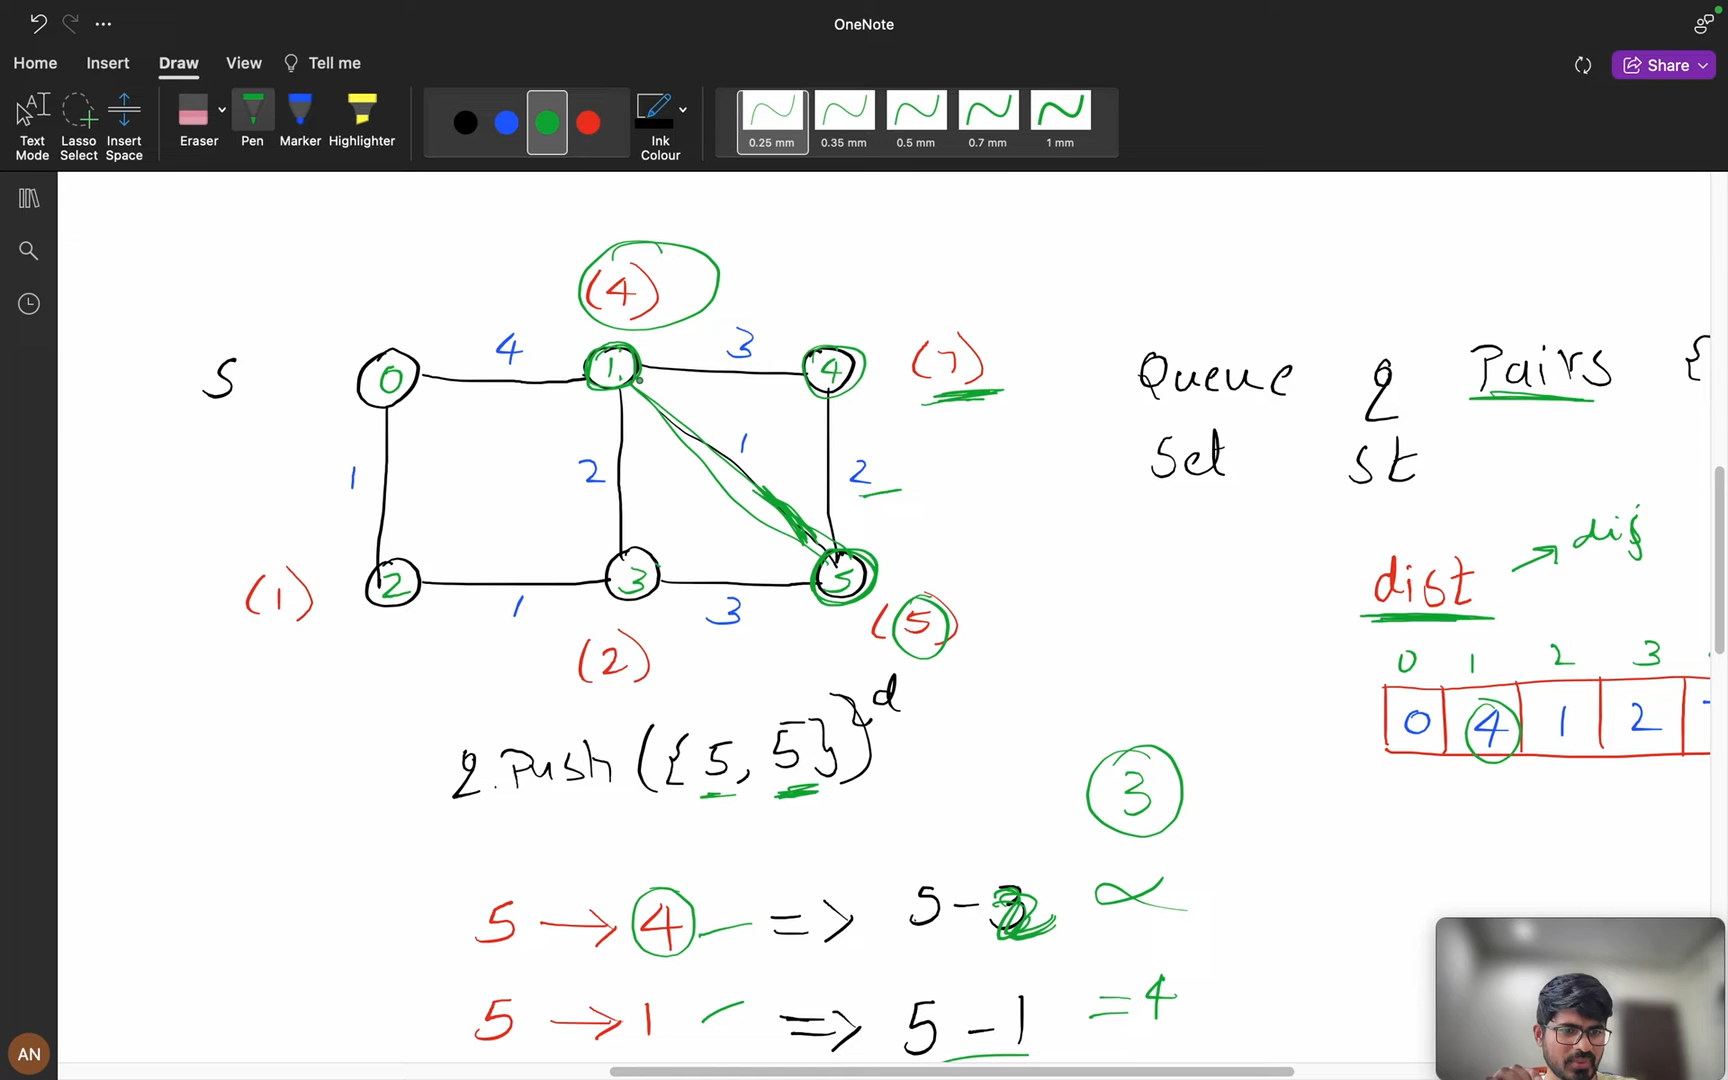 OneNote
Home Insert Draw View Tell me
Share
Text Mode
Lasso Select
Insert Space
Eraser
Pen
Marker
Highlighter
Ink Colour
0.25 mm
0.35 mm
0.5 mm
0.7 mm
1 mm
(4)
S 0 4 1 3 4 (7)
Queue q Pairs {
Set st
1 2 1 2
dist
(1) 2 1 3 3 5 (5)
(2)
0 1 2 3
0 4 1 2
q.Push({5, 5}) d
3
5 → 4 => 5 -
5 → 1 => 5 - 1 = 4
AN